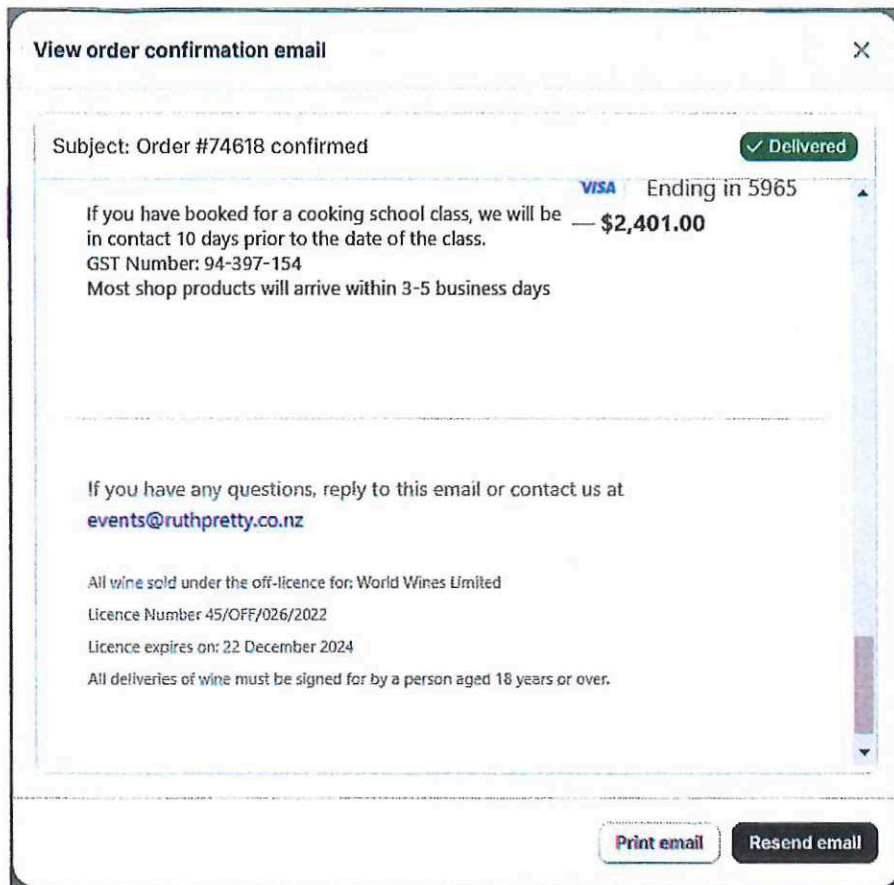 View order confirmation email
Subject: Order #74618 confirmed
✓ Delivered
VISA Ending in 5965
If you have booked for a cooking school class, we will be
— $2,401.00
in contact 10 days prior to the date of the class.
GST Number: 94-397-154
Most shop products will arrive within 3-5 business days
If you have any questions, reply to this email or contact us at
events@ruthpretty.co.nz
All wine sold under the off-licence for: World Wines Limited
Licence Number 45/OFF/026/2022
Licence expires on: 22 December 2024
All deliveries of wine must be signed for by a person aged 18 years or over.
Print email
Resend email